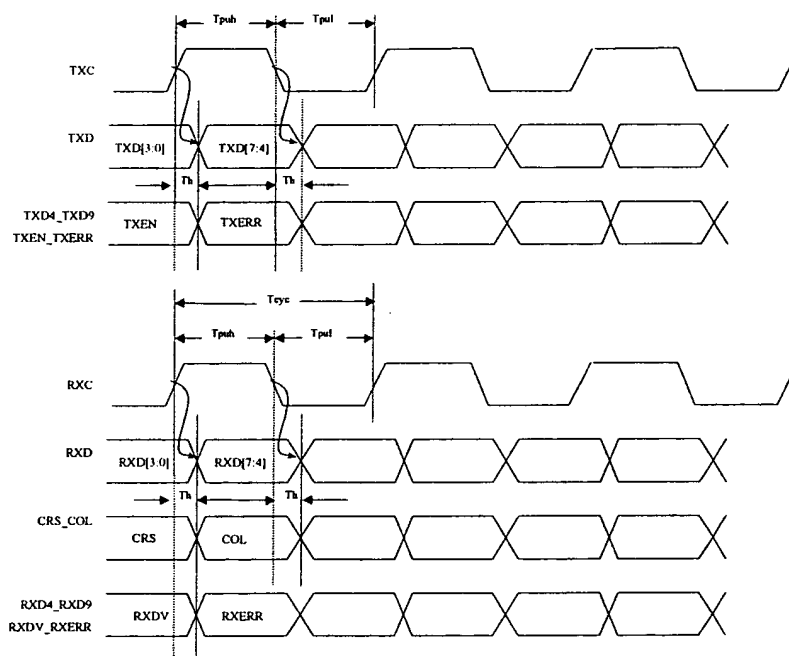 Tpuh Tpul
TXC
TXD
TXD[3:0] TXD[7:4]
Th Th
TXD4_TXD9
TXEN_TXERR
TXEN TXERR
Tcyc
Tpuh Tpul
RXC
RXD
RXD[3:0] RXD[7:4]
Th Th
CRS_COL
CRS COL
RXD4_RXD9
RXDV_RXERR
RXDV RXERR